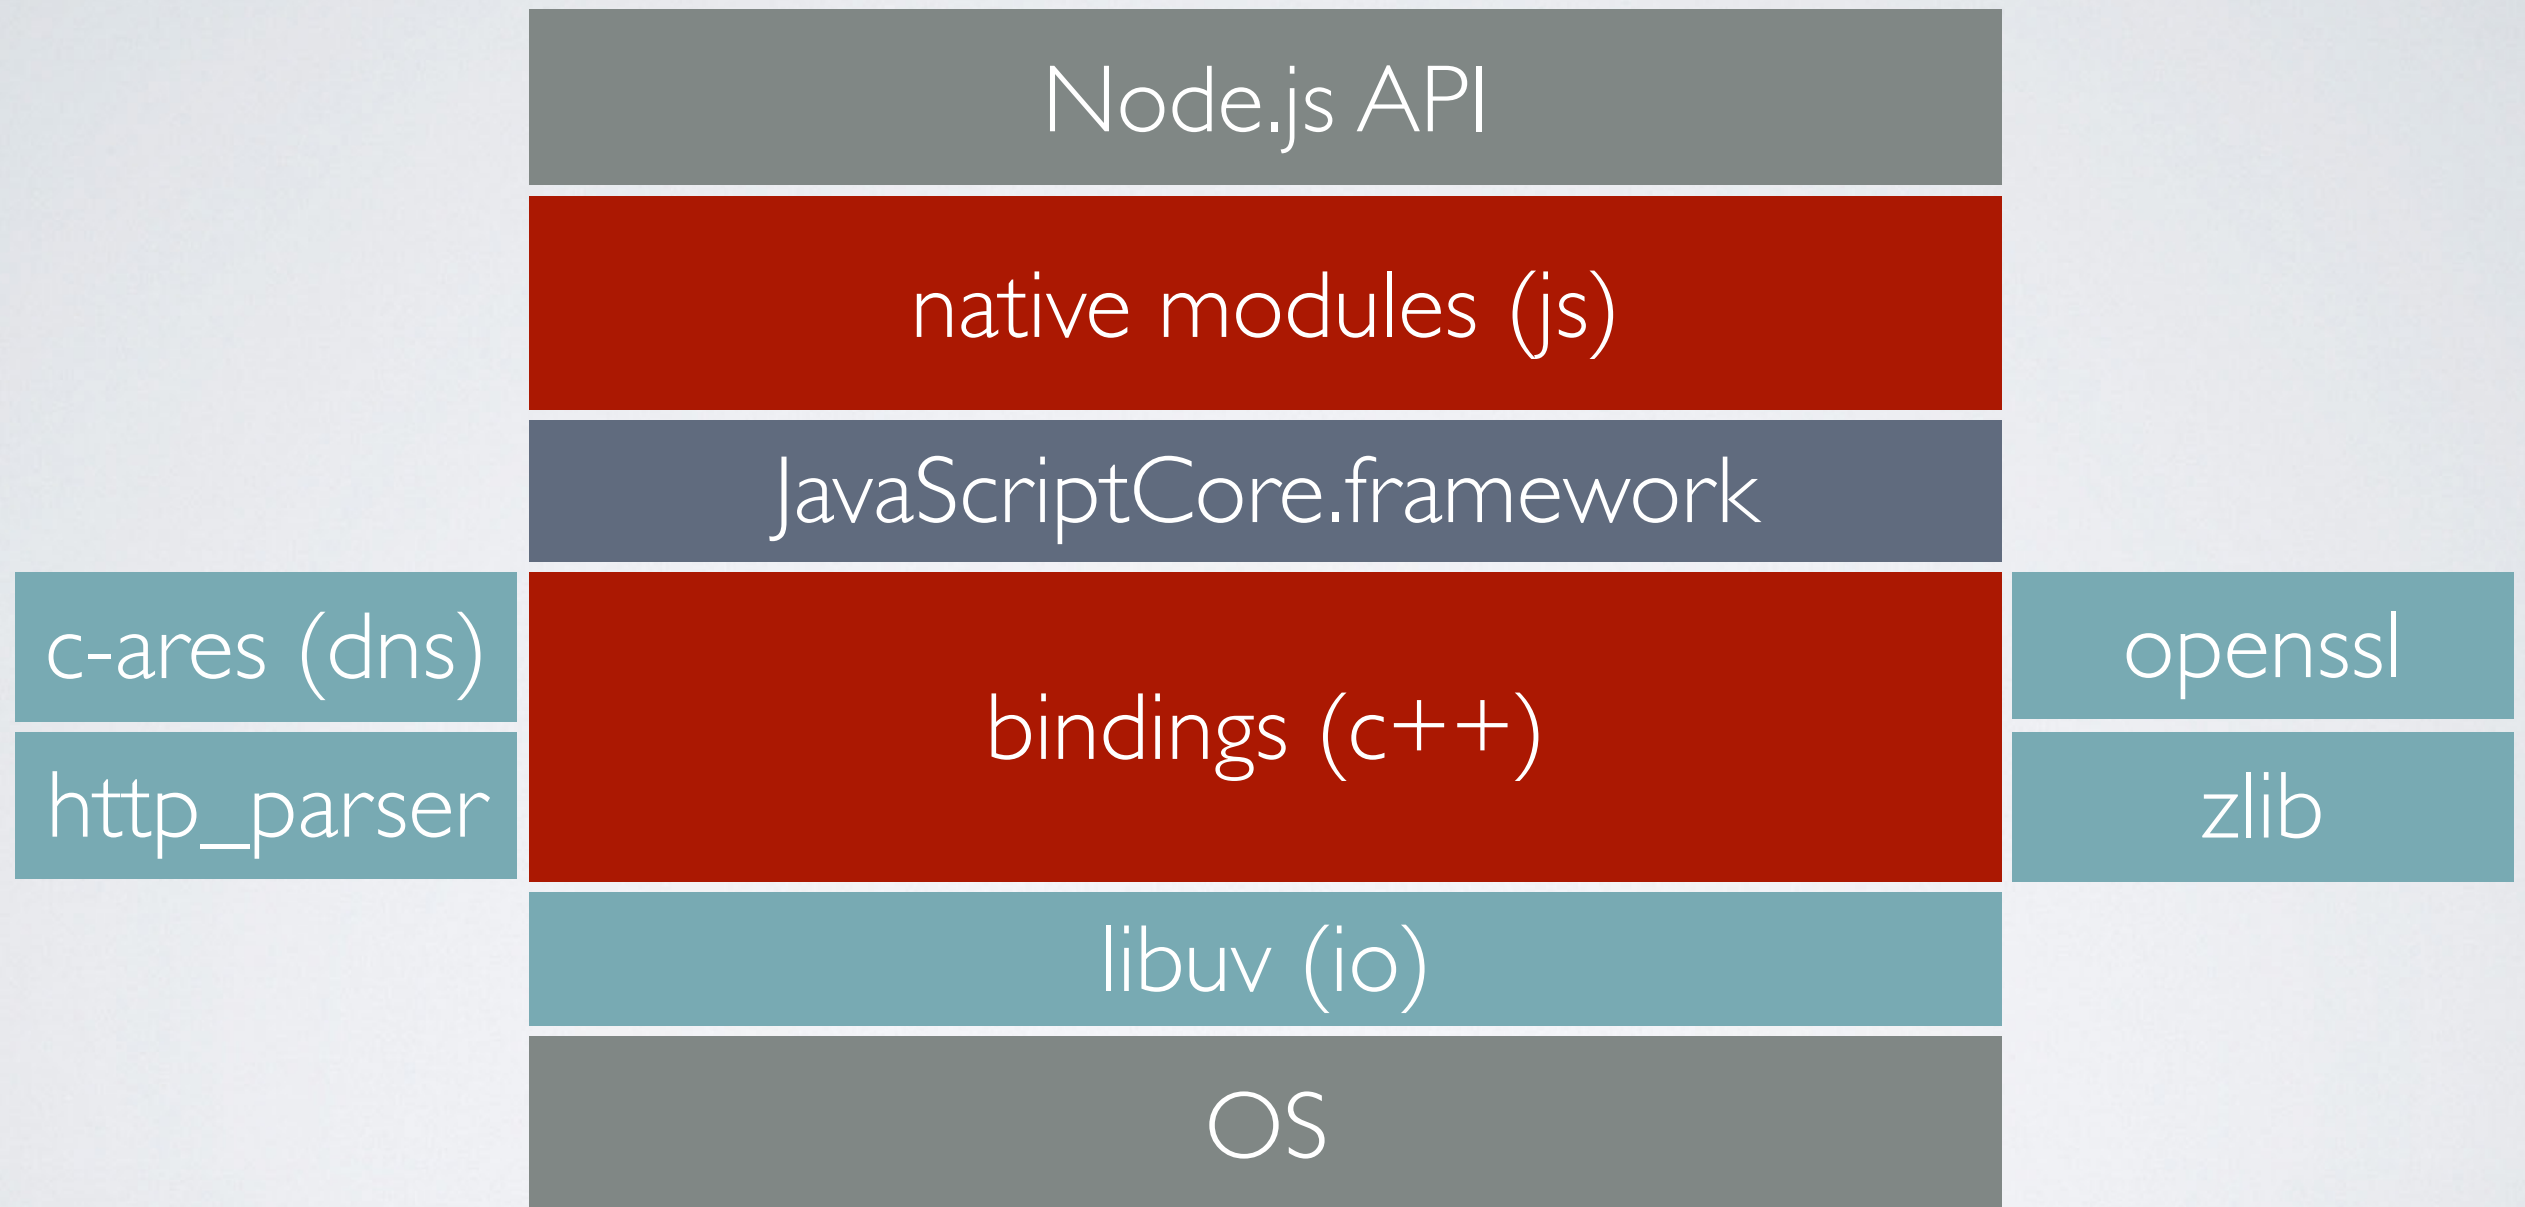 Node.js API
native modules (js)
JavaScriptCore.framework
c-ares (dns)
http_parser
bindings (c++)
openssl
zlib
libuv (io)
OS